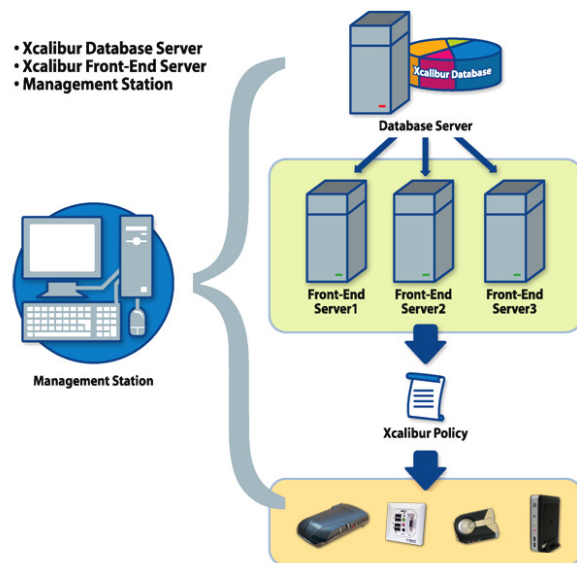 • Xcalibur Database Server
• Xcalibur Front-End Server
• Management Station
Xcalibur Database
Database Server
Front-End
Server1
Front-End
Server2
Front-End
Server3
Management Station
Xcalibur Policy